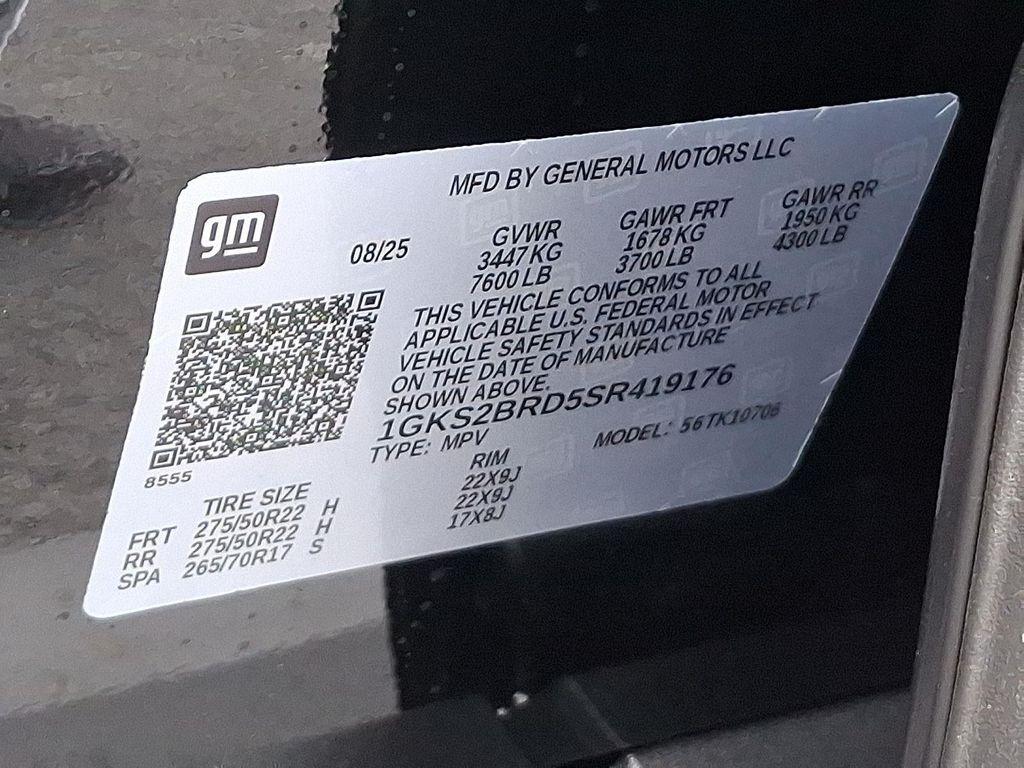 MFD BY GENERAL MOTORS LLC
gm
08/25
GVWR GAWR FRT GAWR RR
3447 KG 1678 KG 1950 KG
7600 LB 3700 LB 4300 LB
THIS VEHICLE CONFORMS TO ALL
APPLICABLE U.S. FEDERAL MOTOR
VEHICLE SAFETY STANDARDS IN EFFECT
ON THE DATE OF MANUFACTURE
SHOWN ABOVE.
1GKS2BRD5SR419176
TYPE: MPV MODEL: 56TK10706
8555
TIRE SIZE RIM
FRT 275/50R22 H 22X9J
RR 275/50R22 H 22X9J
SPA 265/70R17 S 17X8J